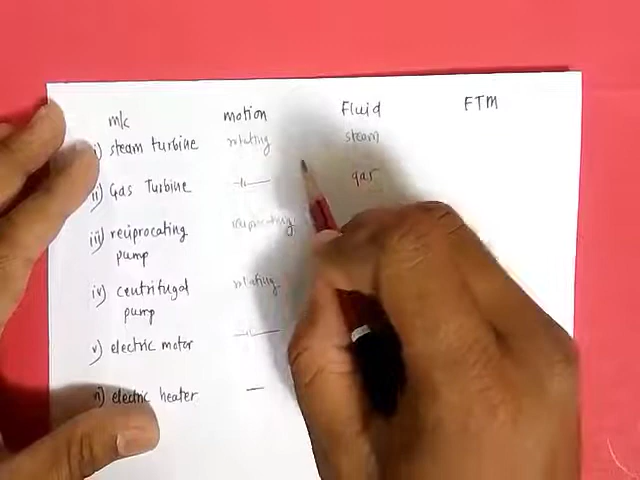 m/c motion Fluid FTM
i) steam turbine rotating steam
ii) Gas Turbine —"— gas
iii) reciprocating reciprocating
pump
iv) centrifugal rotating
pump
v) electric motor —"—
vi) electric heater —